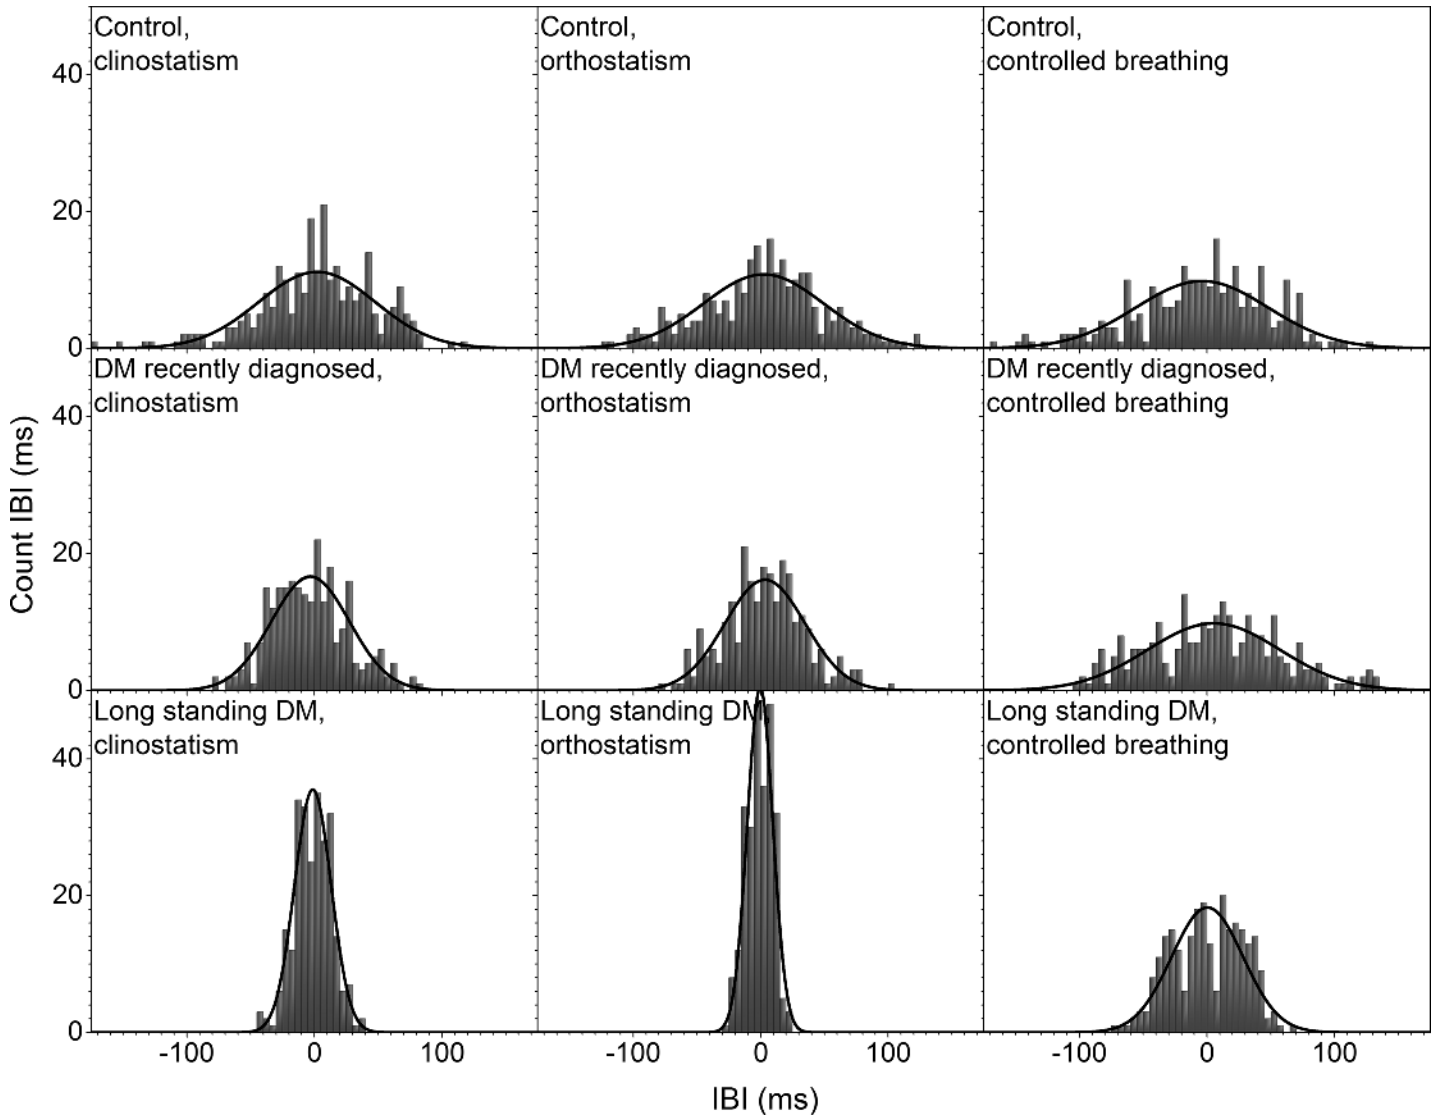 Control,
clinostatism
Control,
orthostatism
Control,
controlled breathing
40
20
0
DM recently diagnosed,
clinostatism
DM recently diagnosed,
orthostatism
DM recently diagnosed,
controlled breathing
40
20
0
Count IBI (ms)
Long standing DM,
clinostatism
Long standing DM,
orthostatism
Long standing DM,
controlled breathing
40
20
0
-100 0 100 -100 0 100 -100 0 100
IBI (ms)